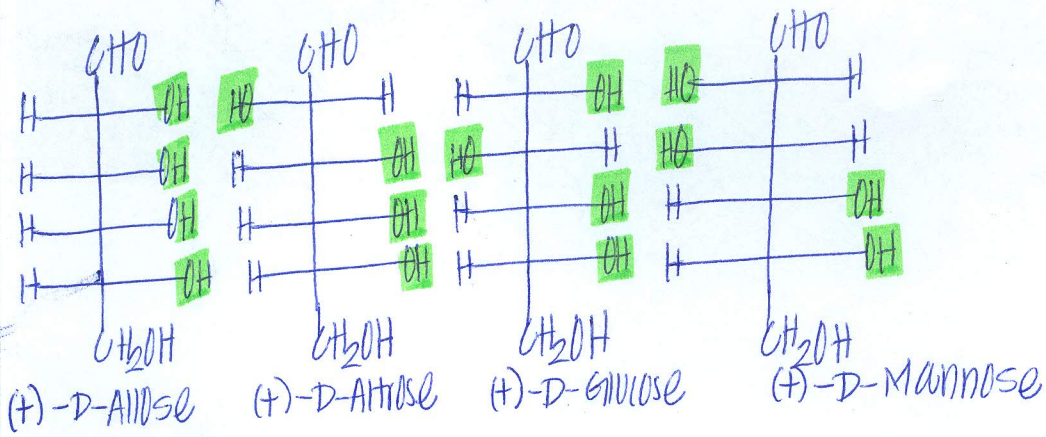 CHO CHO CHO CHO
H OH HO H H OH HO H
H OH H OH HO H HO H
H OH H OH H OH H OH
H OH H OH H OH H OH
CH2OH CH2OH CH2OH CH2OH
(+)-D-Allose (+)-D-Altrose (+)-D-Glucose (+)-D-Mannose